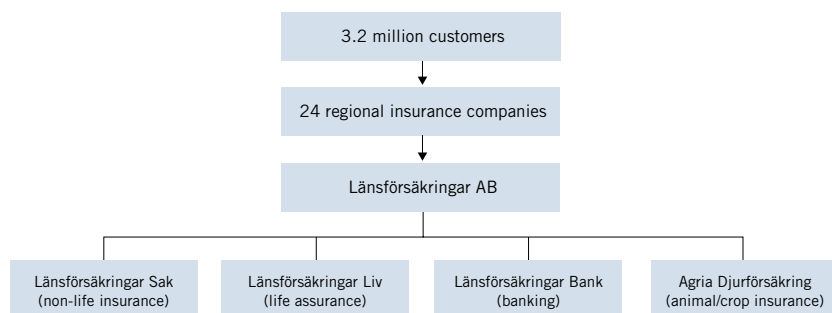 3.2 million customers
24 regional insurance companies
Länsförsäkringar AB
Länsförsäkringar Sak
(non-life insurance)
Länsförsäkringar Liv
(life assurance)
Länsförsäkringar Bank
(banking)
Agria Djurförsäkring
(animal/crop insurance)